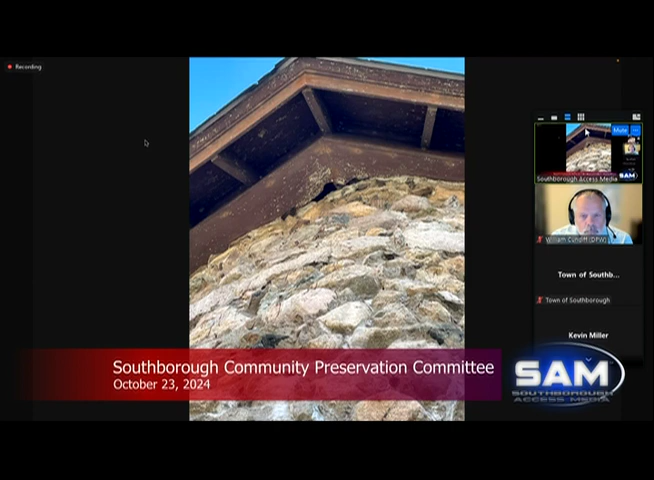 Recording
Mute
Southborough Access Media
William Cundiff (DPW)
Town of Southb...
Town of Southborough
Kevin Miller
Southborough Community Preservation Committee
October 23, 2024
SAM
SOUTHBOROUGH
ACCESS MEDIA